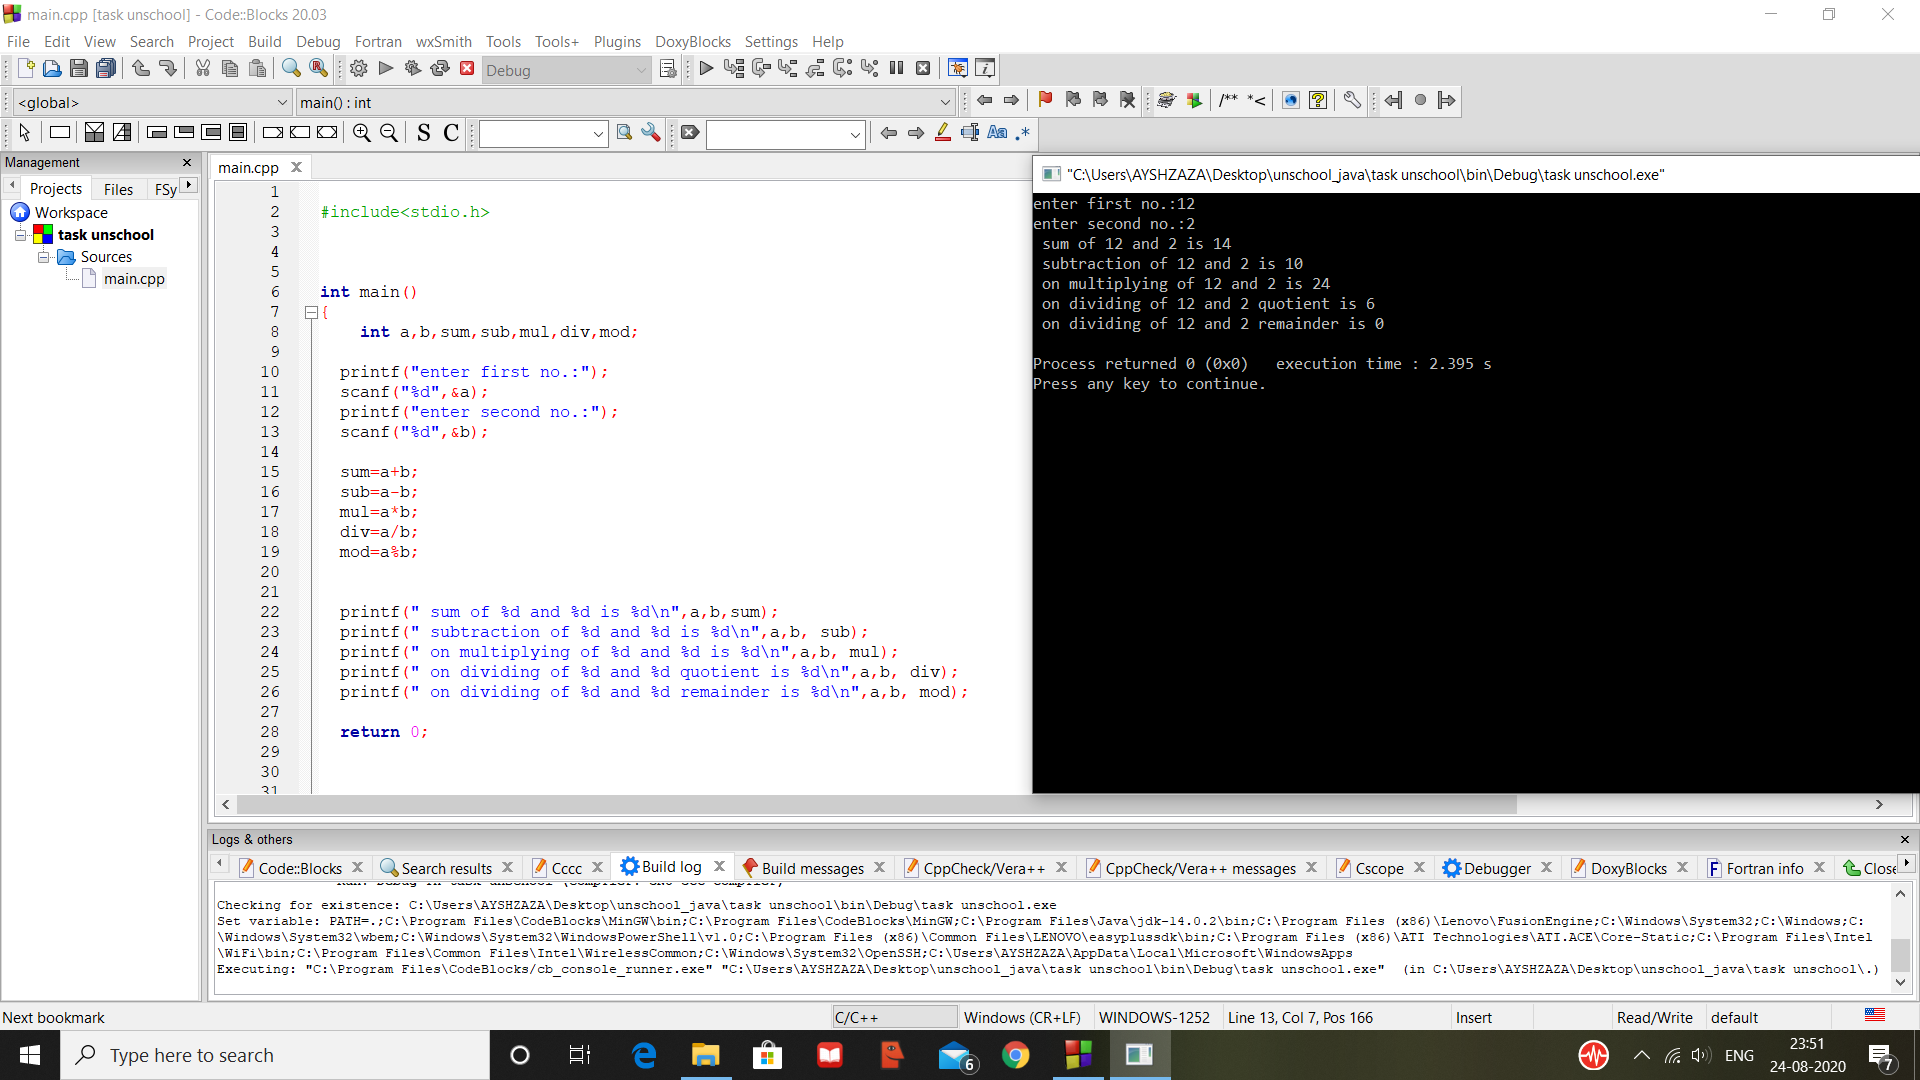 main.cpp [task unschool] - Code::Blocks 20.03
File Edit View Search Project Build Debug Fortran wxSmith Tools Tools+ Plugins DoxyBlocks Settings Help
Debug
<global> main() : int
/** *<
S C Aa .*
Management
Projects Files FSy
Workspace
task unschool
Sources
main.cpp
main.cpp
1
2 #include<stdio.h>
3
4
5
6 int main()
7 {
8 int a,b,sum,sub,mul,div,mod;
9
10 printf("enter first no.:");
11 scanf("%d",&a);
12 printf("enter second no.:");
13 scanf("%d",&b);
14
15 sum=a+b;
16 sub=a-b;
17 mul=a*b;
18 div=a/b;
19 mod=a%b;
20
21
22 printf(" sum of %d and %d is %d\n",a,b,sum);
23 printf(" subtraction of %d and %d is %d\n",a,b, sub);
24 printf(" on multiplying of %d and %d is %d\n",a,b, mul);
25 printf(" on dividing of %d and %d quotient is %d\n",a,b, div);
26 printf(" on dividing of %d and %d remainder is %d\n",a,b, mod);
27
28 return 0;
29
30
31
"C:\Users\AYSHZAZA\Desktop\unschool_java\task unschool\bin\Debug\task unschool.exe"
enter first no.:12
enter second no.:2
sum of 12 and 2 is 14
subtraction of 12 and 2 is 10
on multiplying of 12 and 2 is 24
on dividing of 12 and 2 quotient is 6
on dividing of 12 and 2 remainder is 0
Process returned 0 (0x0) execution time : 2.395 s
Press any key to continue.
Logs & others
Code::Blocks Search results Cccc Build log Build messages CppCheck/Vera++ CppCheck/Vera++ messages Cscope Debugger DoxyBlocks Fortran info Close
Checking for existence: C:\Users\AYSHZAZA\Desktop\unschool_java\task unschool\bin\Debug\task unschool.exe
Set variable: PATH=.;C:\Program Files\CodeBlocks\MinGW\bin;C:\Program Files\CodeBlocks\MinGW;C:\Program Files\Java\jdk-14.0.2\bin;C:\Program Files (x86)\Lenovo\FusionEngine;C:\Windows\System32;C:\Windows;C:
\Windows\System32\wbem;C:\Windows\System32\WindowsPowerShell\v1.0;C:\Program Files (x86)\Common Files\LENOVO\easyplussdk\bin;C:\Program Files (x86)\ATI Technologies\ATI.ACE\Core-Static;C:\Program Files\Intel
\WiFi\bin;C:\Program Files\Common Files\Intel\WirelessCommon;C:\Windows\System32\OpenSSH;C:\Users\AYSHZAZA\AppData\Local\Microsoft\WindowsApps
Executing: "C:\Program Files\CodeBlocks/cb_console_runner.exe" "C:\Users\AYSHZAZA\Desktop\unschool_java\task unschool\bin\Debug\task unschool.exe" (in C:\Users\AYSHZAZA\Desktop\unschool_java\task unschool\.)
Next bookmark C/C++ Windows (CR+LF) WINDOWS-1252 Line 13, Col 7, Pos 166 Insert Read/Write default
Type here to search
6
ENG
23:51
24-08-2020
7